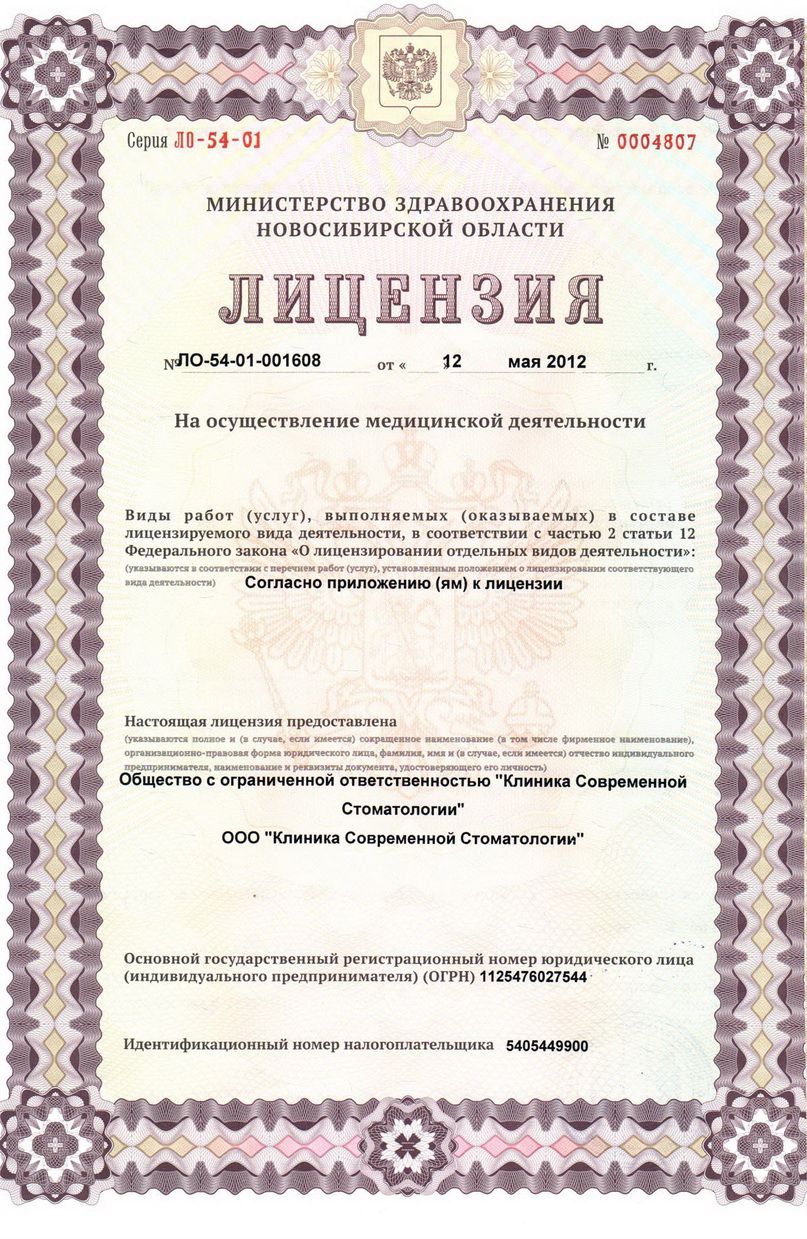 Серия ЛО-54-01
№ 0004807
МИНИСТЕРСТВО ЗДРАВООХРАНЕНИЯ
НОВОСИБИРСКОЙ ОБЛАСТИ
ЛИЦЕНЗИЯ
№ ЛО-54-01-001608 от « 12 мая 2012 г.
На осуществление медицинской деятельности
Виды работ (услуг), выполняемых (оказываемых) в составе
лицензируемого вида деятельности, в соответствии с частью 2 статьи 12
Федерального закона «О лицензировании отдельных видов деятельности»:
(указываются в соответствии с перечнем работ (услуг), установленным положением о лицензировании соответствующего
вида деятельности) Согласно приложению (ям) к лицензии
Настоящая лицензия предоставлена
(указываются полное и (в случае, если имеется) сокращенное наименование (в том числе фирменное наименование),
организационно-правовая форма юридического лица, фамилия, имя и (в случае, если имеется) отчество индивидуального
предпринимателя, наименование и реквизиты документа, удостоверяющего его личность)
Общество с ограниченной ответственностью "Клиника Современной
Стоматологии"
ООО "Клиника Современной Стоматологии"
Основной государственный регистрационный номер юридического лица
(индивидуального предпринимателя) (ОГРН) 1125476027544
Идентификационный номер налогоплательщика 5405449900